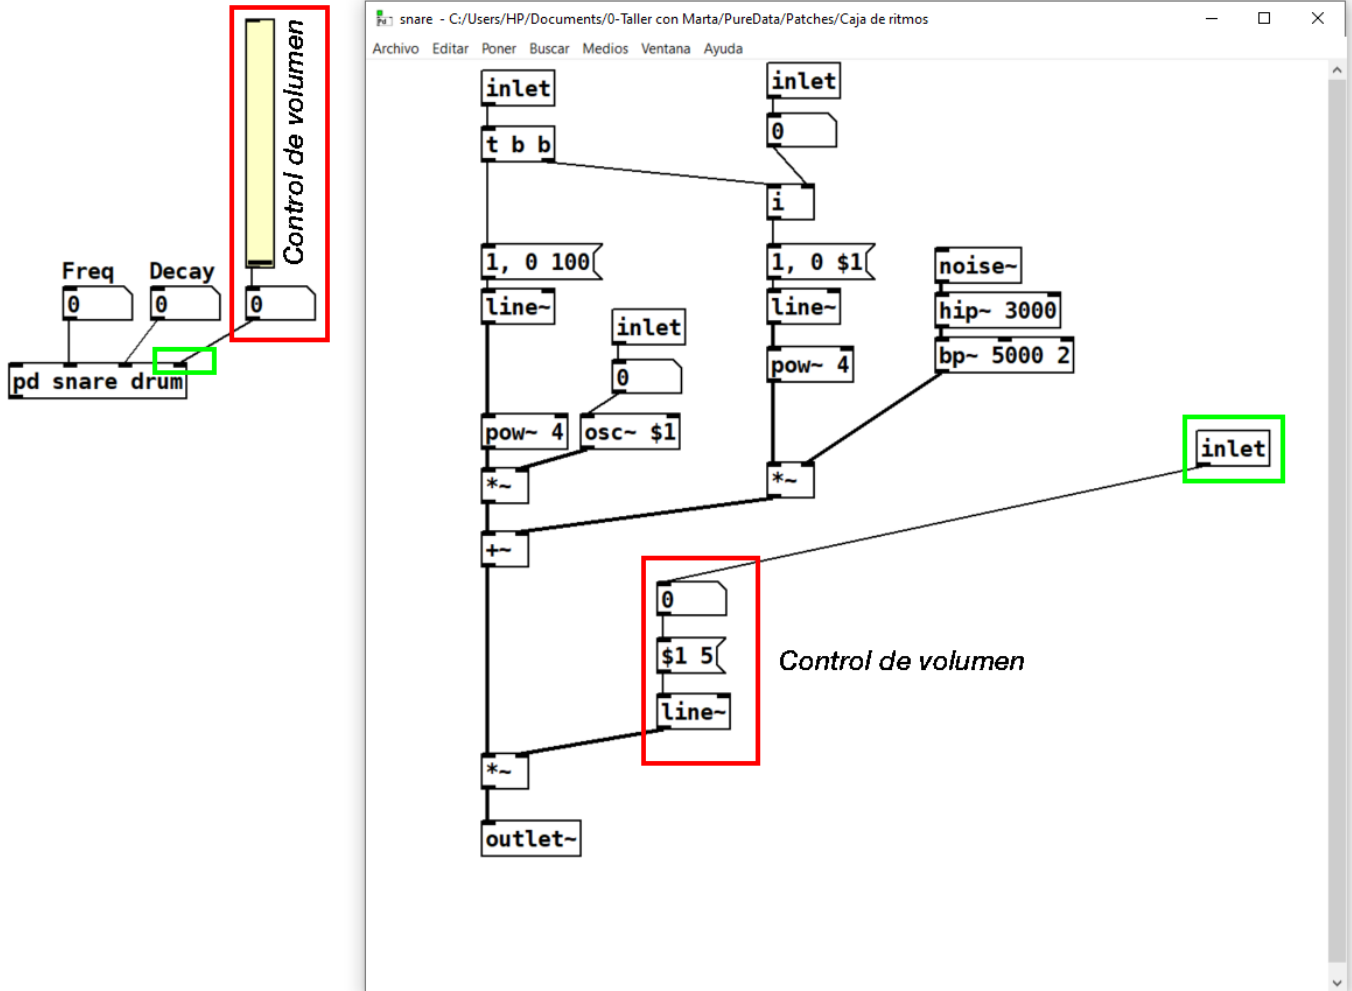 Control de volumen
Freq Decay
0 0 0
pd snare drum
snare - C:/Users/HP/Documents/0-Taller con Marta/PureData/Patches/Caja de ritmos
Archivo Editar Poner Buscar Medios Ventana Ayuda
inlet inlet
0
t b b
i
1, 0 100 1, 0 $1 noise~
line~ line~ hip~ 3000
inlet
pow~ 4 bp~ 5000 2
0
pow~ 4 osc~ $1
inlet
*~ *~
+~
0
$1 5 Control de volumen
line~
*~
outlet~